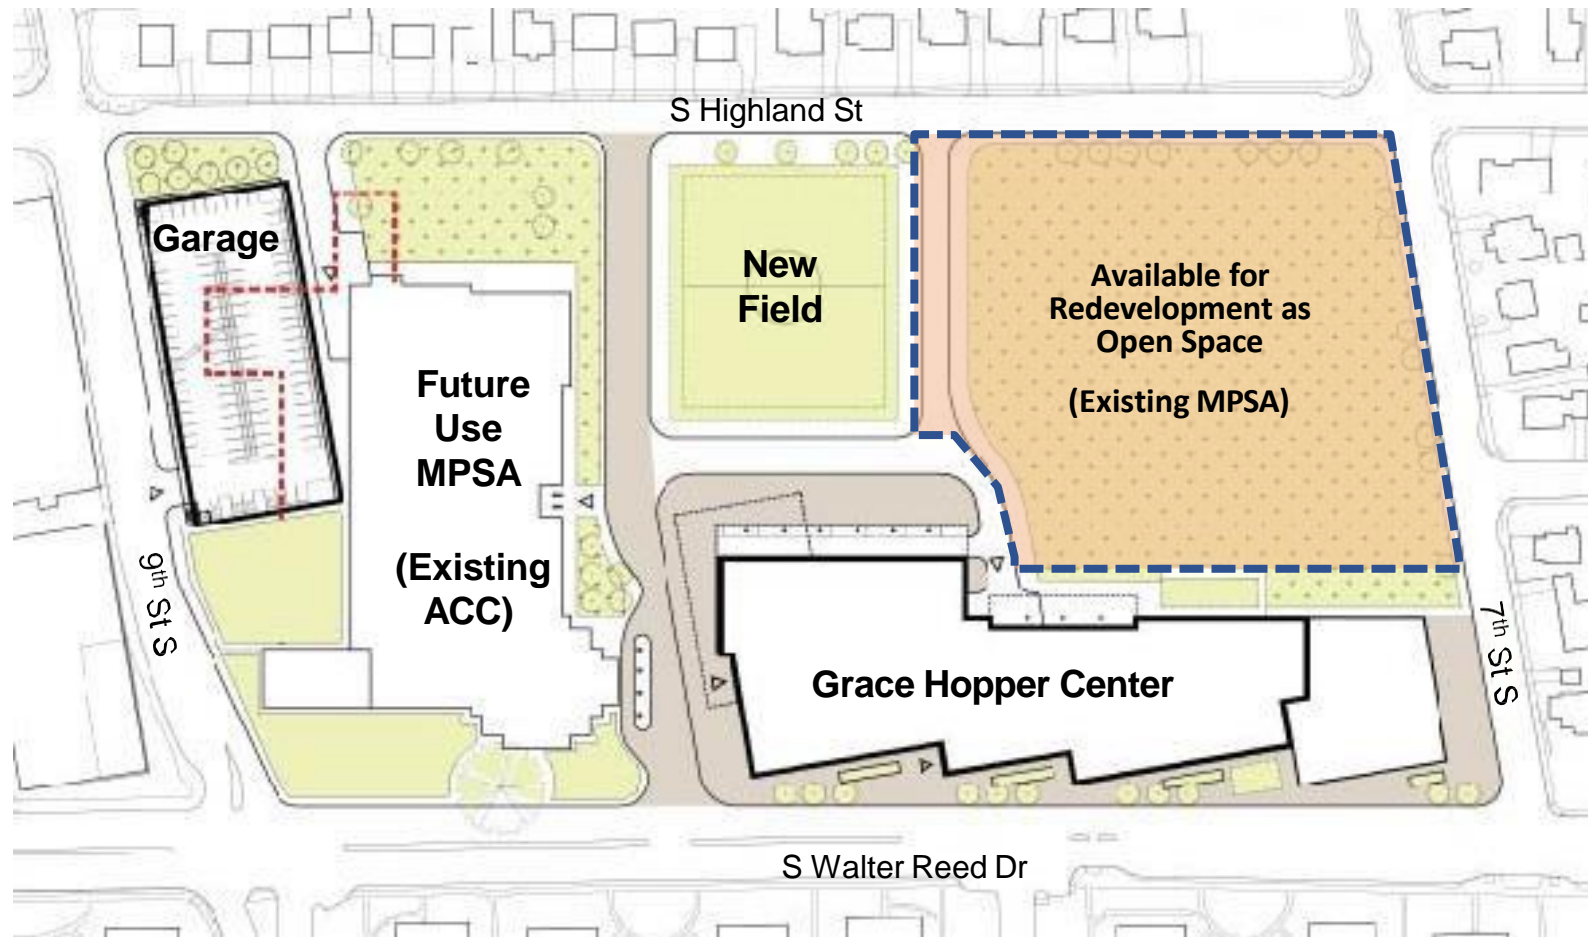 S Highland St
Garage
New
Field
Available for
Redevelopment as
Open Space
(Existing MPSA)
Future
Use
MPSA
(Existing
ACC)
9th St S
Grace Hopper Center
7th St S
S Walter Reed Dr